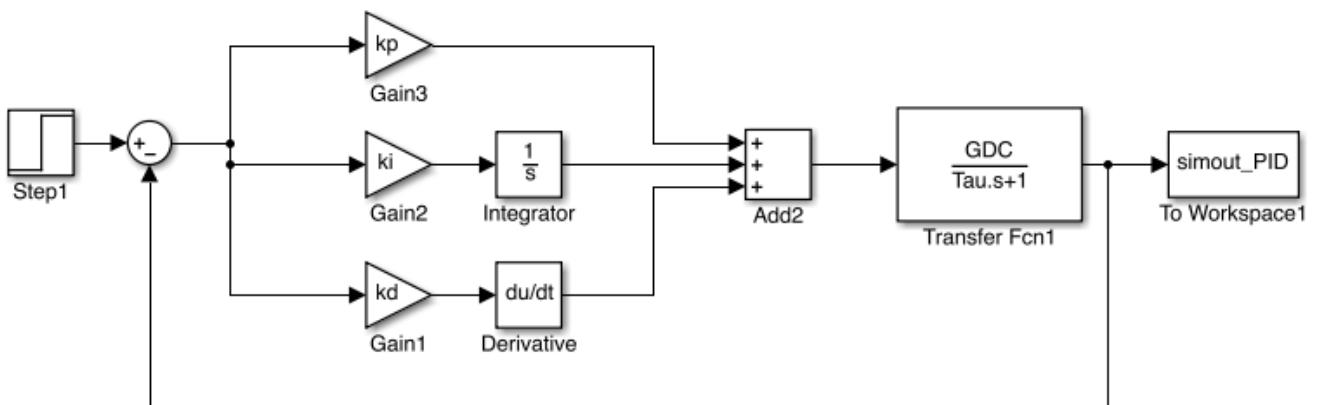 kp
Gain3
Step1
+
_
ki
Gain2
1
s
Integrator
+
+
+
Add2
GDC
Tau.s+1
Transfer Fcn1
simout_PID
To Workspace1
kd
Gain1
du/dt
Derivative